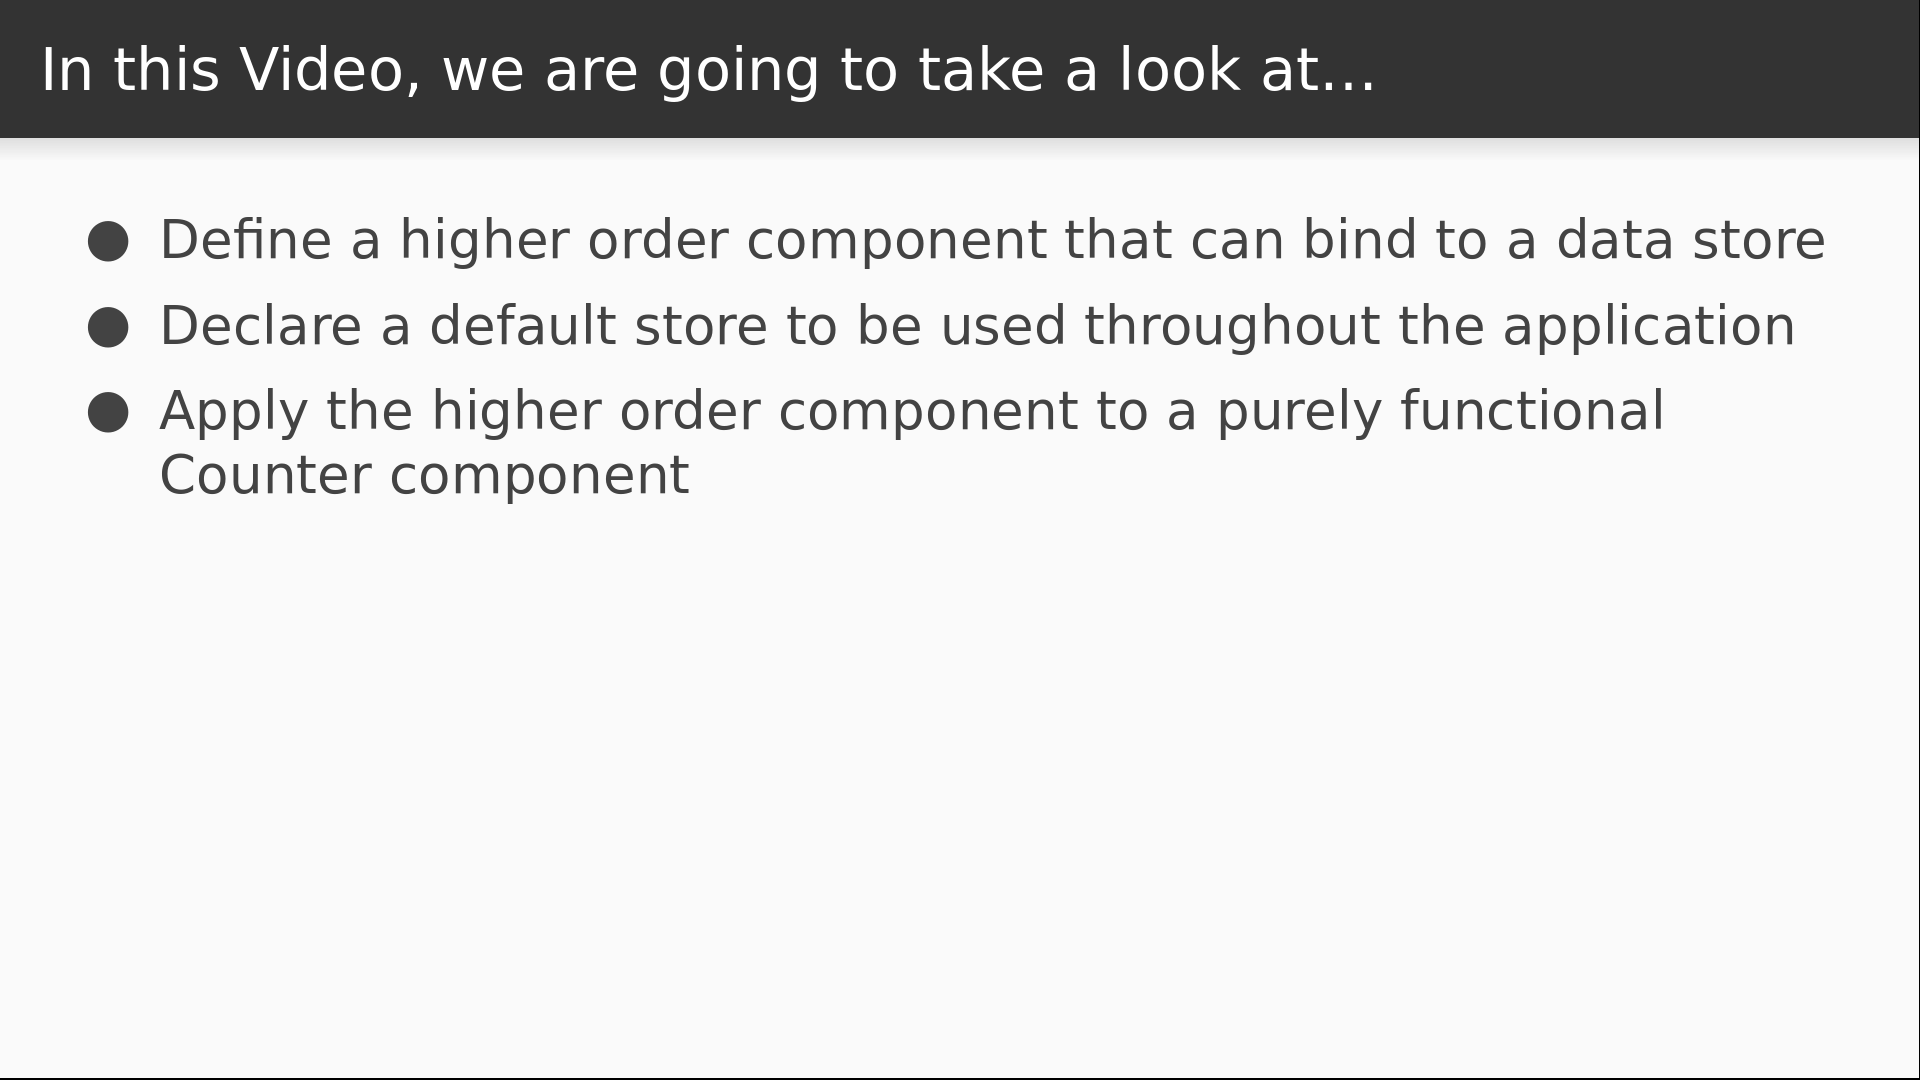 In this Video, we are going to take a look at...
● Define a higher order component that can bind to a data store
● Declare a default store to be used throughout the application
● Apply the higher order component to a purely functional
Counter component